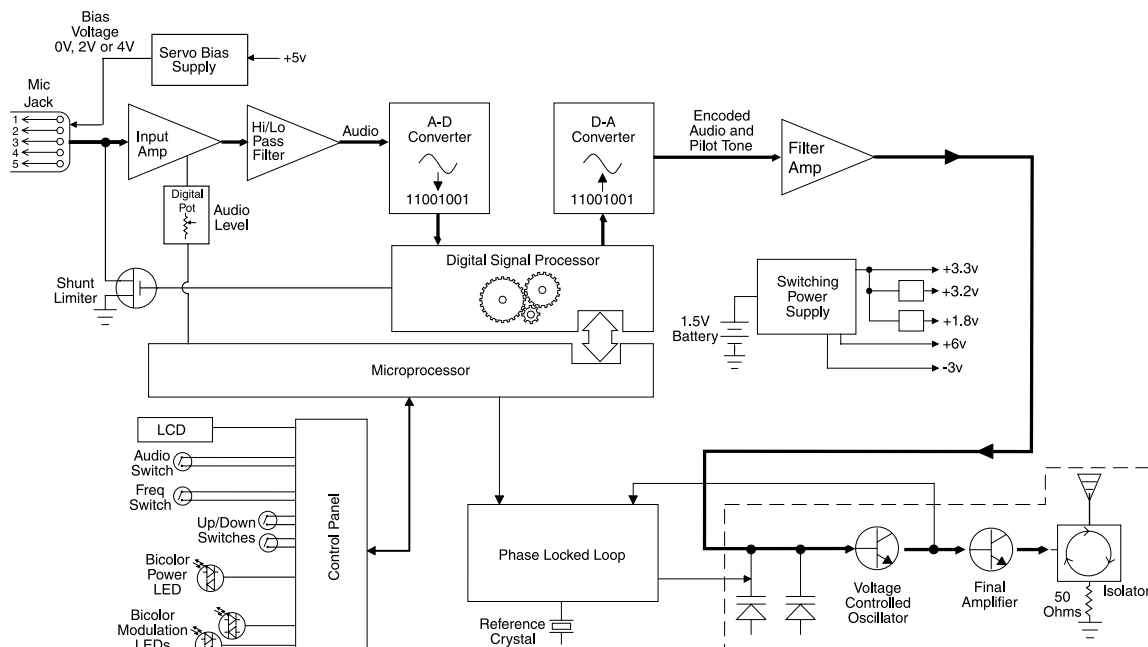 Bias
Voltage
0V, 2V or 4V
Servo Bias
Supply
+5v
Mic
Jack
1
2
3
4
5
Input
Amp
Hi/Lo
Pass
Filter
Audio
A-D
Converter
11001001
D-A
Converter
11001001
Encoded
Audio and
Pilot Tone
Filter
Amp
Digital
Pot
Audio
Level
Shunt
Limiter
Digital Signal Processor
Switching
Power
Supply
1.5V
Battery
+3.3v
+3.2v
+1.8v
+6v
-3v
Microprocessor
LCD
Audio
Switch
Freq
Switch
Up/Down
Switches
Bicolor
Power
LED
Bicolor
Modulation
LEDs
Control Panel
Phase Locked Loop
Reference
Crystal
Voltage
Controlled
Oscillator
Final
Amplifier
50
Ohms
Isolator